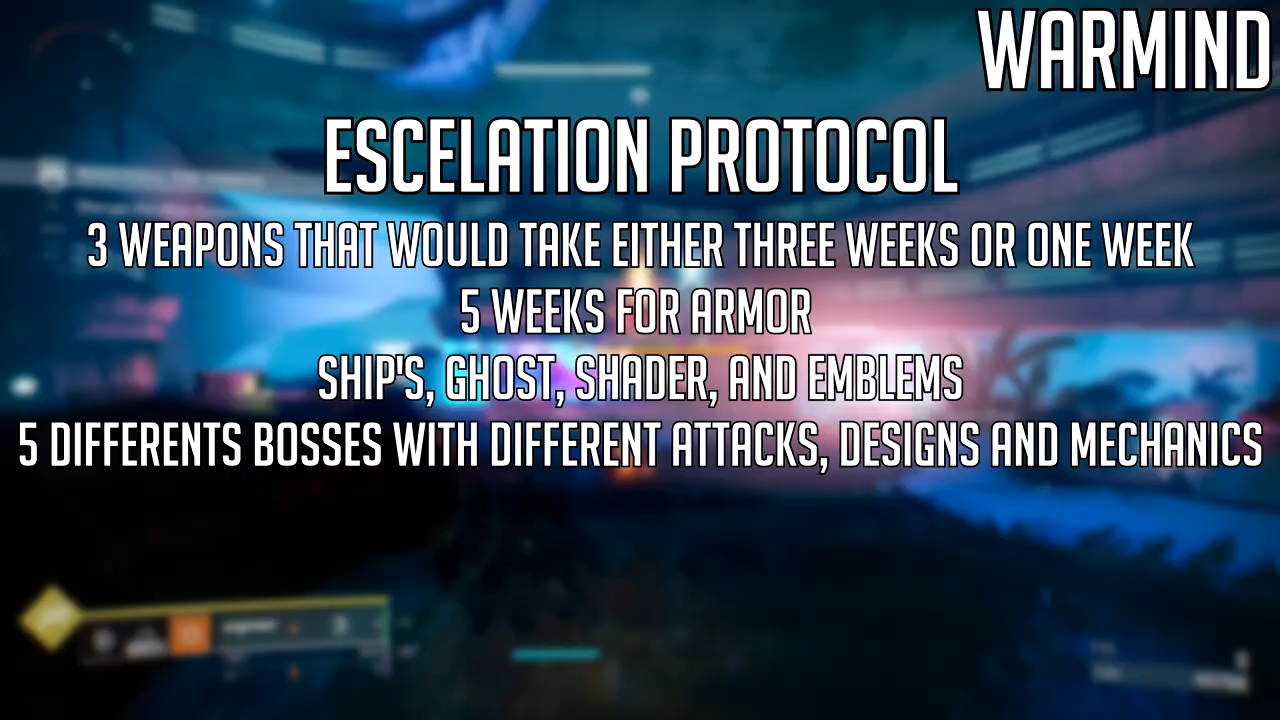 WARMIND
ESCELATION PROTOCOL
3 WEAPONS THAT WOULD TAKE EITHER THREE WEEKS OR ONE WEEK
5 WEEKS FOR ARMOR
SHIP'S, GHOST, SHADER, AND EMBLEMS
5 DIFFERENTS BOSSES WITH DIFFERENT ATTACKS, DESIGNS AND MECHANICS